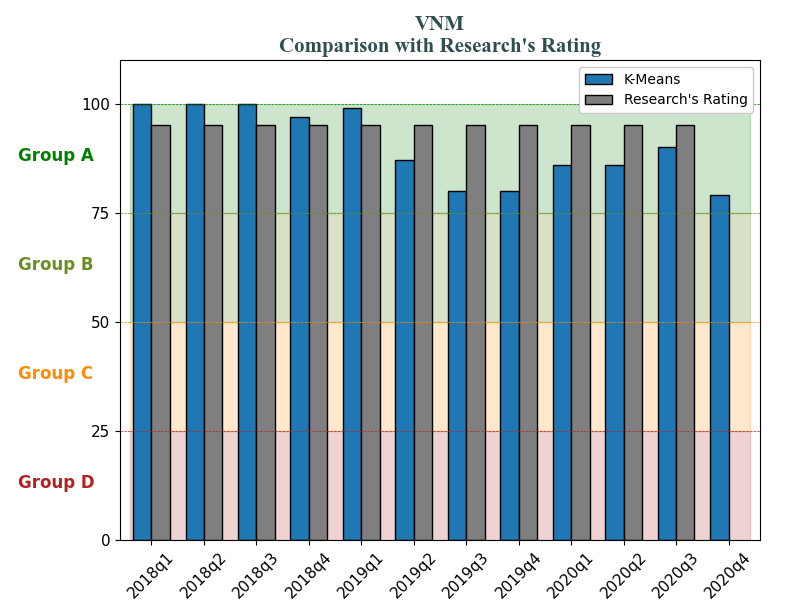 VNM
Comparison with Research's Rating
K-Means
Research's Rating
100
Group A
75
Group B
50
Group C
25
Group D
0
2018q1
2018q2
2018q3
2018q4
2019q1
2019q2
2019q3
2019q4
2020q1
2020q2
2020q3
2020q4